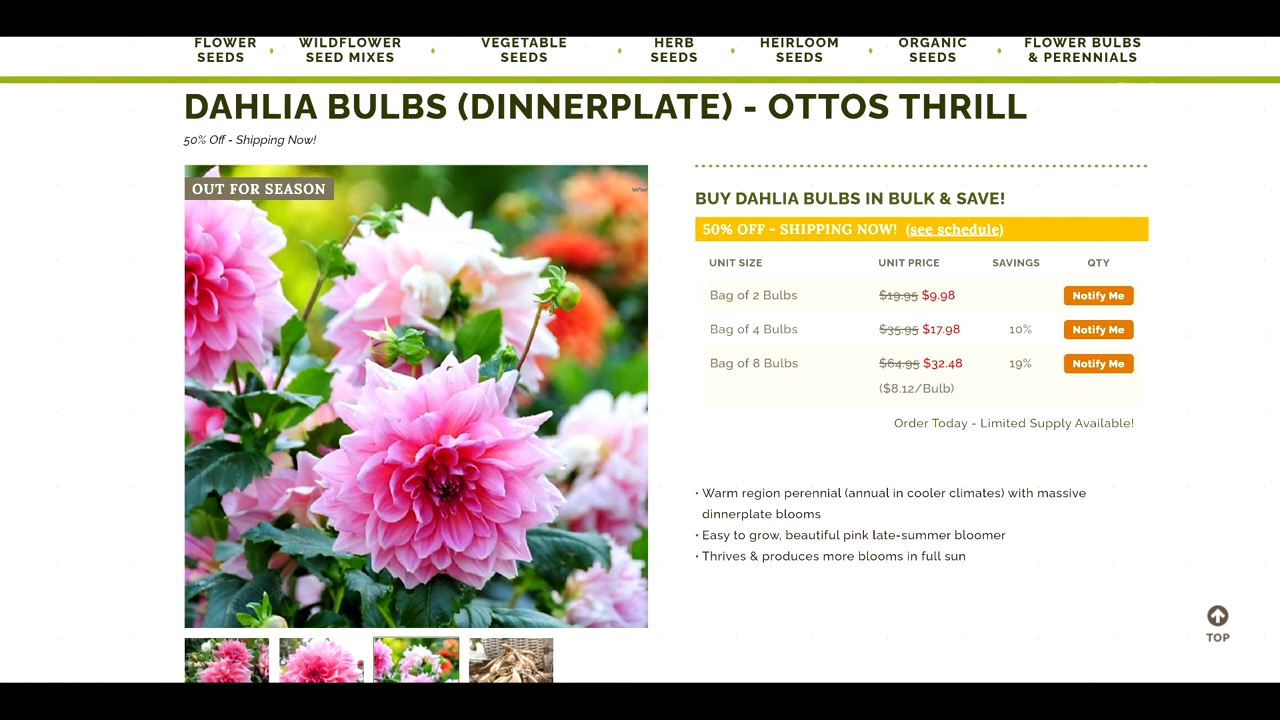 FLOWER SEEDS
WILDFLOWER SEED MIXES
VEGETABLE SEEDS
HERB SEEDS
HEIRLOOM SEEDS
ORGANIC SEEDS
FLOWER BULBS & PERENNIALS
DAHLIA BULBS (DINNERPLATE) - OTTOS THRILL
50% Off - Shipping Now!
OUT FOR SEASON
BUY DAHLIA BULBS IN BULK & SAVE!
50% OFF - SHIPPING NOW! (see schedule)
UNIT SIZE UNIT PRICE SAVINGS QTY
Bag of 2 Bulbs $19.95 $9.98 Notify Me
Bag of 4 Bulbs $35.95 $17.98 10% Notify Me
Bag of 8 Bulbs $64.95 $32.48 19% Notify Me
($8.12/Bulb)
Order Today - Limited Supply Available!
• Warm region perennial (annual in cooler climates) with massive
dinnerplate blooms
• Easy to grow, beautiful pink late-summer bloomer
• Thrives & produces more blooms in full sun
TOP